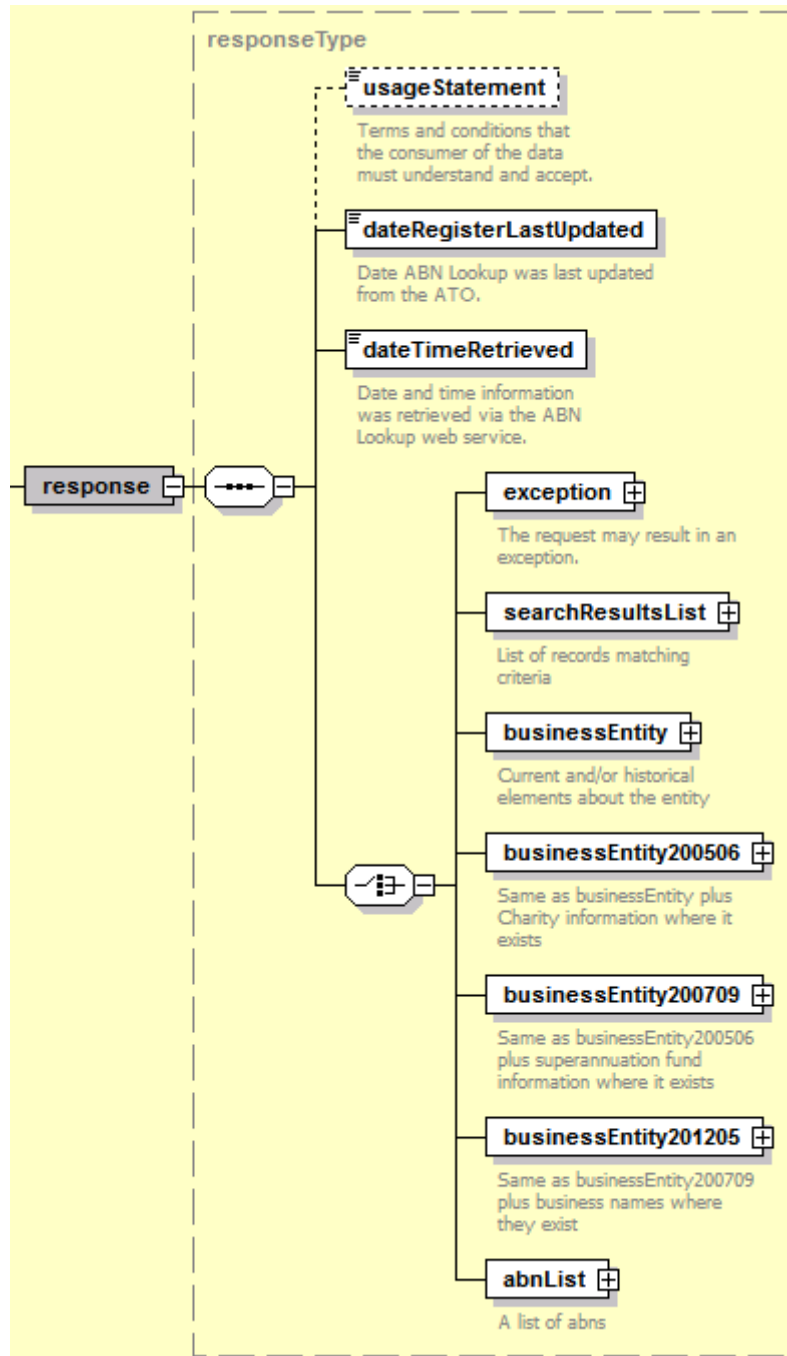 responseType
usageStatement
Terms and conditions that
the consumer of the data
must understand and accept.
dateRegisterLastUpdated
Date ABN Lookup was last updated
from the ATO.
dateTimeRetrieved
Date and time information
was retrieved via the ABN
Lookup web service.
response
exception
The request may result in an
exception.
searchResultsList
List of records matching
criteria
businessEntity
Current and/or historical
elements about the entity
businessEntity200506
Same as businessEntity plus
Charity information where it
exists
businessEntity200709
Same as businessEntity200506
plus superannuation fund
information where it exists
businessEntity201205
Same as businessEntity200709
plus business names where
they exist
abnList
A list of abns